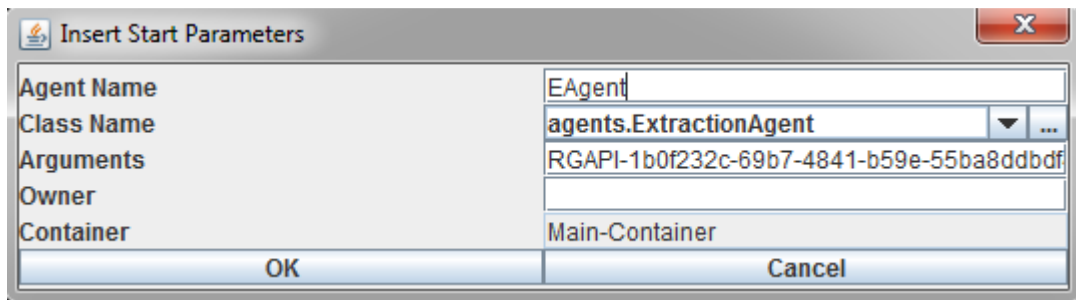 Insert Start Parameters
Agent Name EAgent
Class Name agents.ExtractionAgent ...
Arguments RGAPI-1b0f232c-69b7-4841-b59e-55ba8ddbdf
Owner
Container Main-Container
OK Cancel